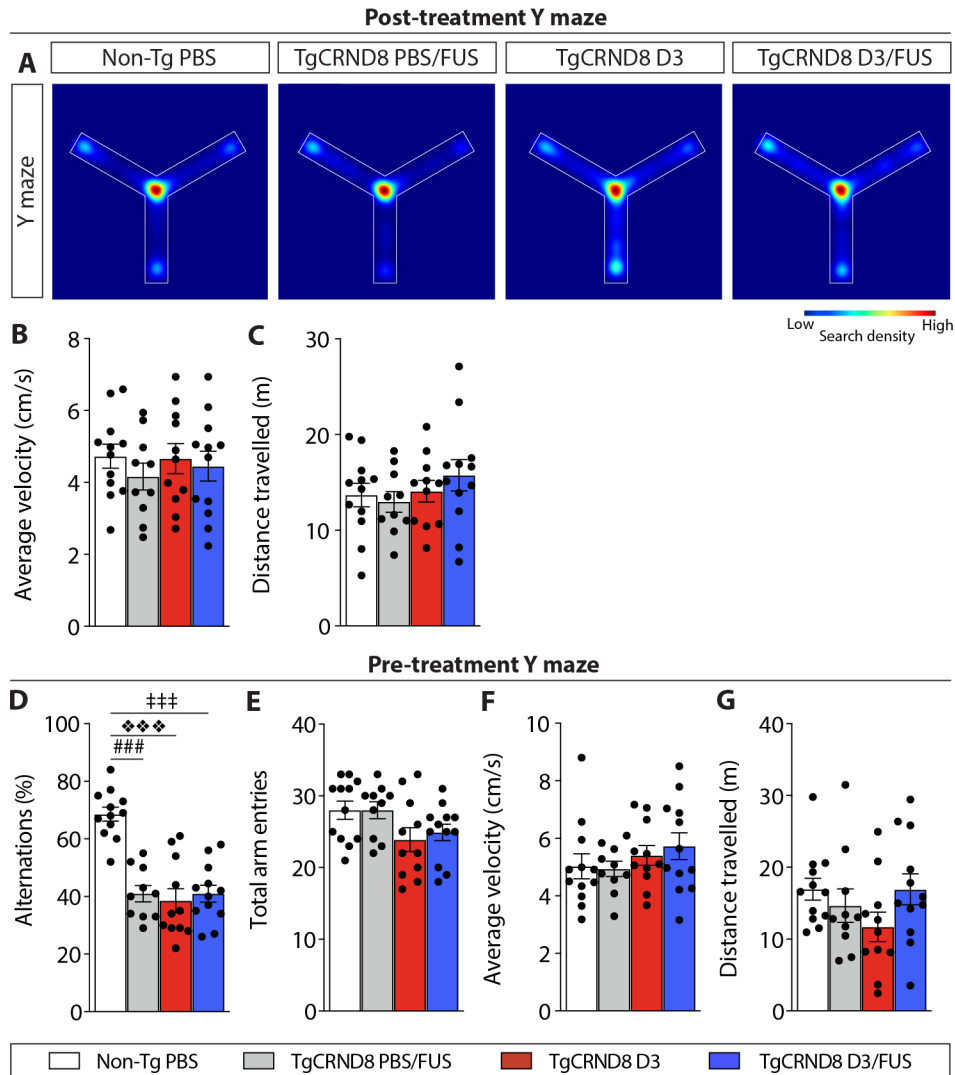 Post-treatment Y maze
A
Non-Tg PBS
TgCRND8 PBS/FUS
TgCRND8 D3
TgCRND8 D3/FUS
Y maze
Low
High
Search density
B
Average velocity (cm/s)
8
6
4
2
0
C
Distance travelled (m)
30
20
10
0
Pre-treatment Y maze
D
Alternations (%)
100
80
60
40
20
0
‡‡‡
❖❖❖
###
E
Total arm entries
40
30
20
10
0
F
Average velocity (cm/s)
10
8
6
4
2
0
G
Distance travelled (m)
40
30
20
10
0
Non-Tg PBS
TgCRND8 PBS/FUS
TgCRND8 D3
TgCRND8 D3/FUS